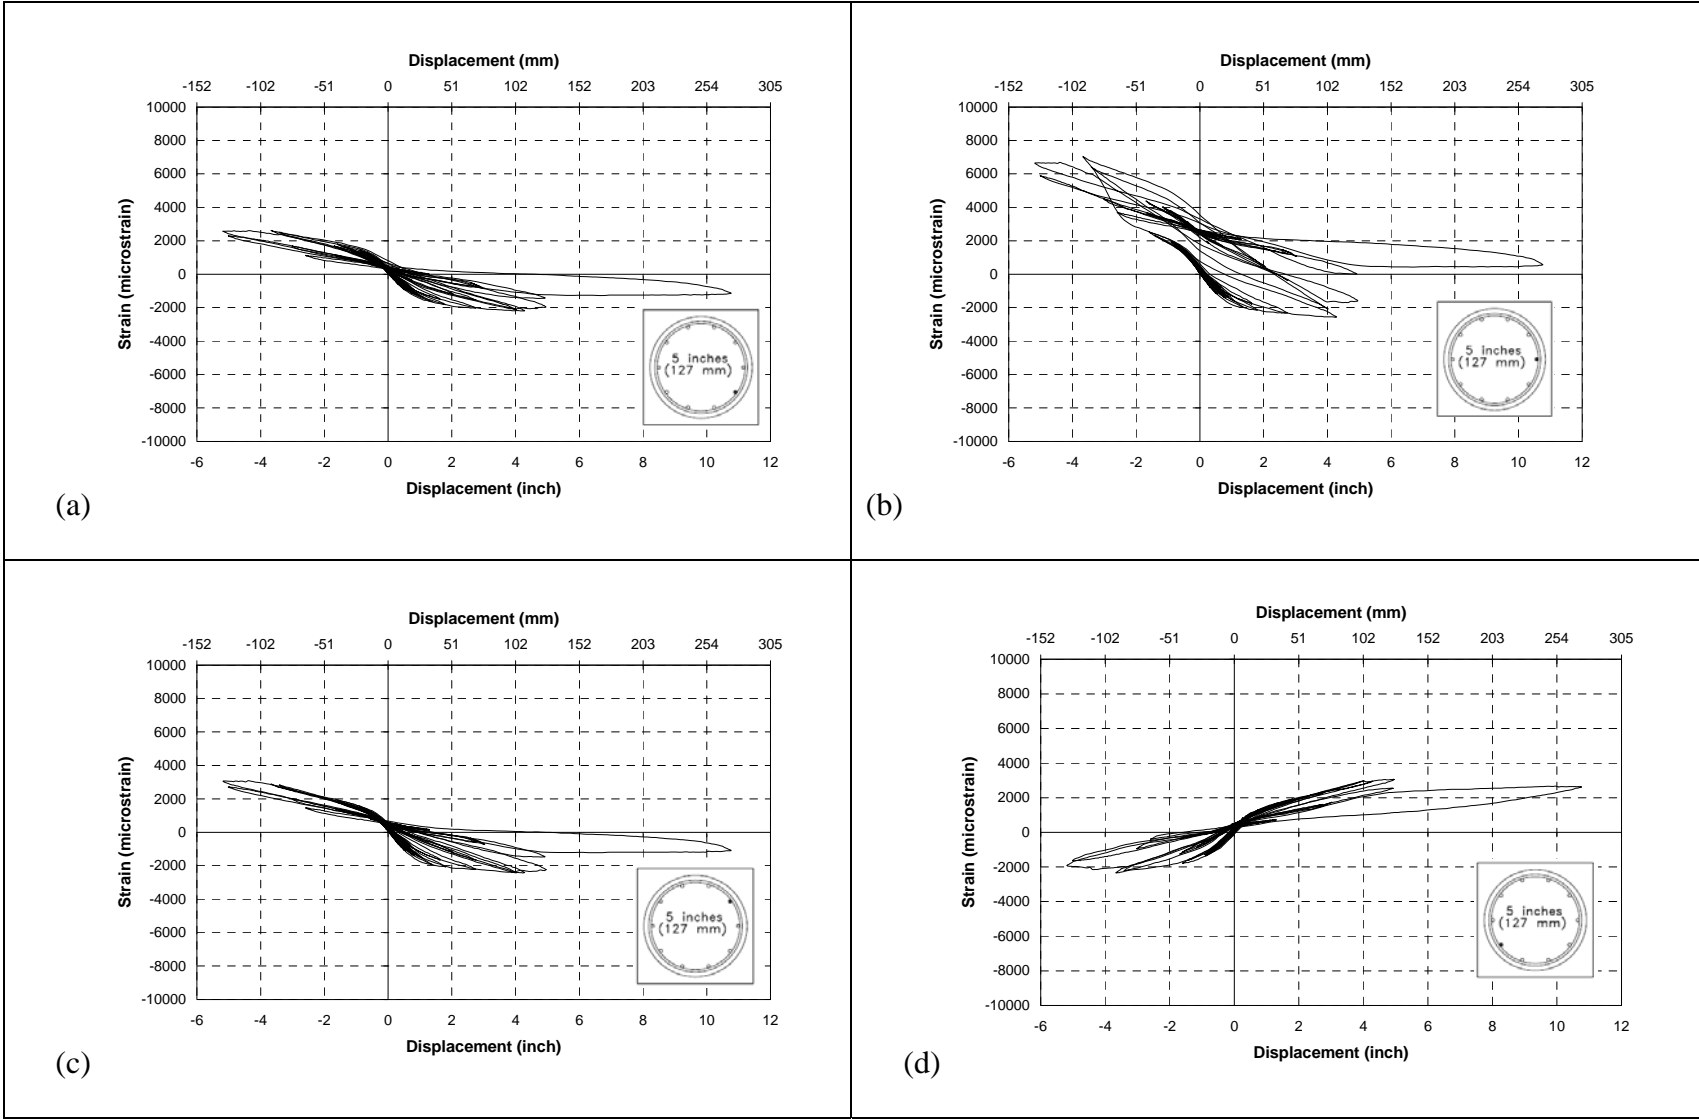 Displacement (mm)
-152 -102 -51 0 51 102 152 203 254 305
10000
8000
6000
4000
2000
0
-2000
-4000
-6000
-8000
-10000
Strain (microstrain)
5 inches
(127 mm)
-6 -4 -2 0 2 4 6 8 10 12
Displacement (inch)
(a)
Displacement (mm)
-152 -102 -51 0 51 102 152 203 254 305
10000
8000
6000
4000
2000
0
-2000
-4000
-6000
-8000
-10000
Strain (microstrain)
5 inches
(127 mm)
-6 -4 -2 0 2 4 6 8 10 12
Displacement (inch)
(b)
Displacement (mm)
-152 -102 -51 0 51 102 152 203 254 305
10000
8000
6000
4000
2000
0
-2000
-4000
-6000
-8000
-10000
Strain (microstrain)
5 inches
(127 mm)
-6 -4 -2 0 2 4 6 8 10 12
Displacement (inch)
(c)
Displacement (mm)
-152 -102 -51 0 51 102 152 203 254 305
10000
8000
6000
4000
2000
0
-2000
-4000
-6000
-8000
-10000
Strain (microstrain)
5 inches
(127 mm)
-6 -4 -2 0 2 4 6 8 10 12
Displacement (inch)
(d)